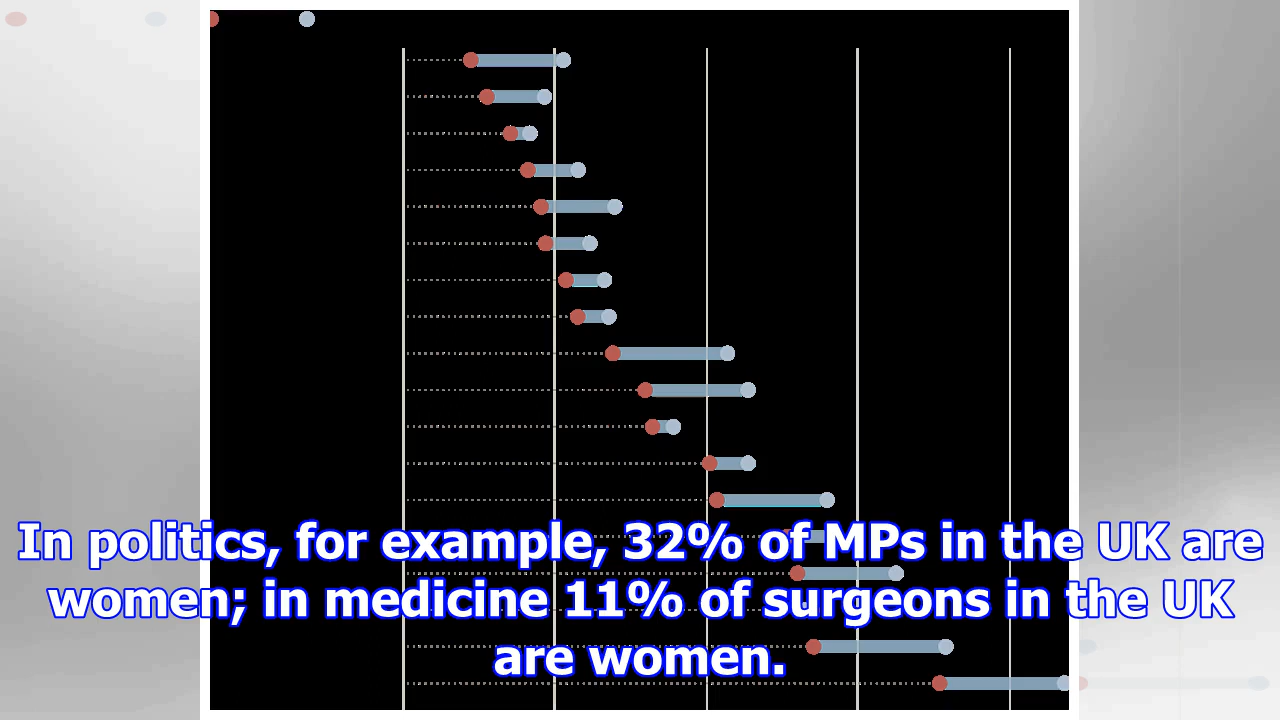 In politics, for example, 32% of MPs in the UK are
women; in medicine 11% of surgeons in the UK
are women.